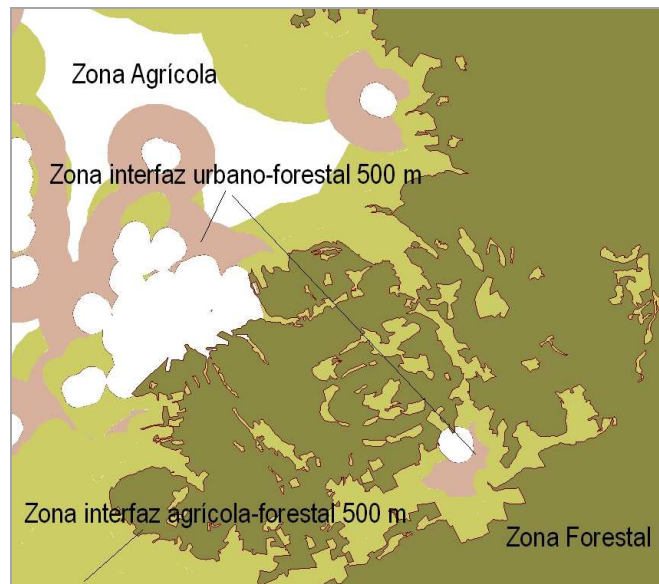 Zona Agrícola
Zona interfaz urbano-forestal 500 m
Zona interfaz agrícola-forestal 500 m
Zona Forestal